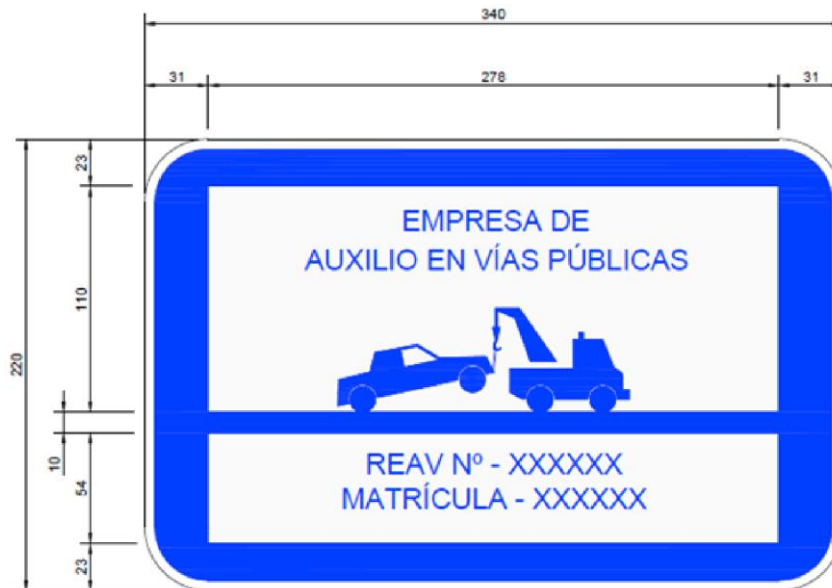 340
31
278
31
23
EMPRESA DE
AUXILIO EN VÍAS PÚBLICAS
110
220
10
REAV Nº - XXXXXX
MATRÍCULA - XXXXXX
54
23